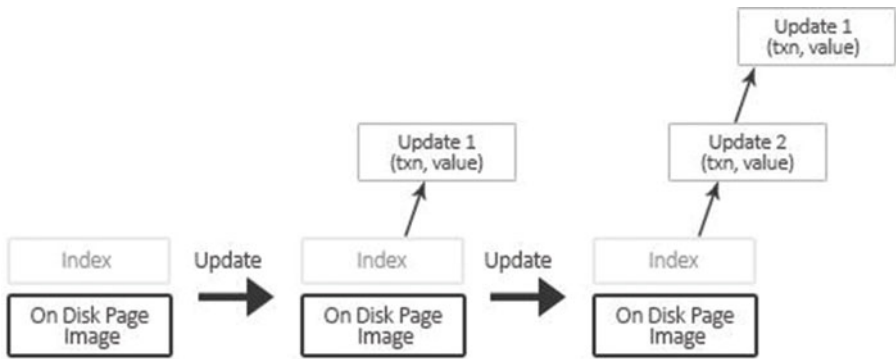 Update 1
(txn, value)
Update 1
(txn, value)
Update 2
(txn, value)
Index
Update
Index
Update
Index
On Disk Page
Image
On Disk Page
Image
On Disk Page
Image